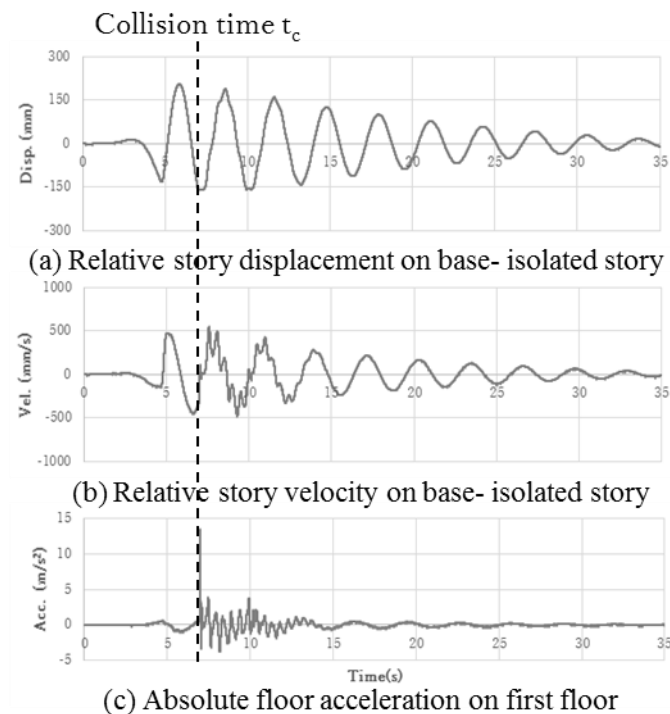 Collision time t_c
300
150
0
-150
-300
Disp. (mm)
0 5 10 15 20 25 30 35
(a) Relative story displacement on base- isolated story
1000
500
0
-500
-1000
Vel. (mm/s)
0 5 10 15 20 25 30 35
(b) Relative story velocity on base- isolated story
15
10
5
0
-5
Acc. (m/s²)
0 5 10 15 20 25 30 35
Time(s)
(c) Absolute floor acceleration on first floor